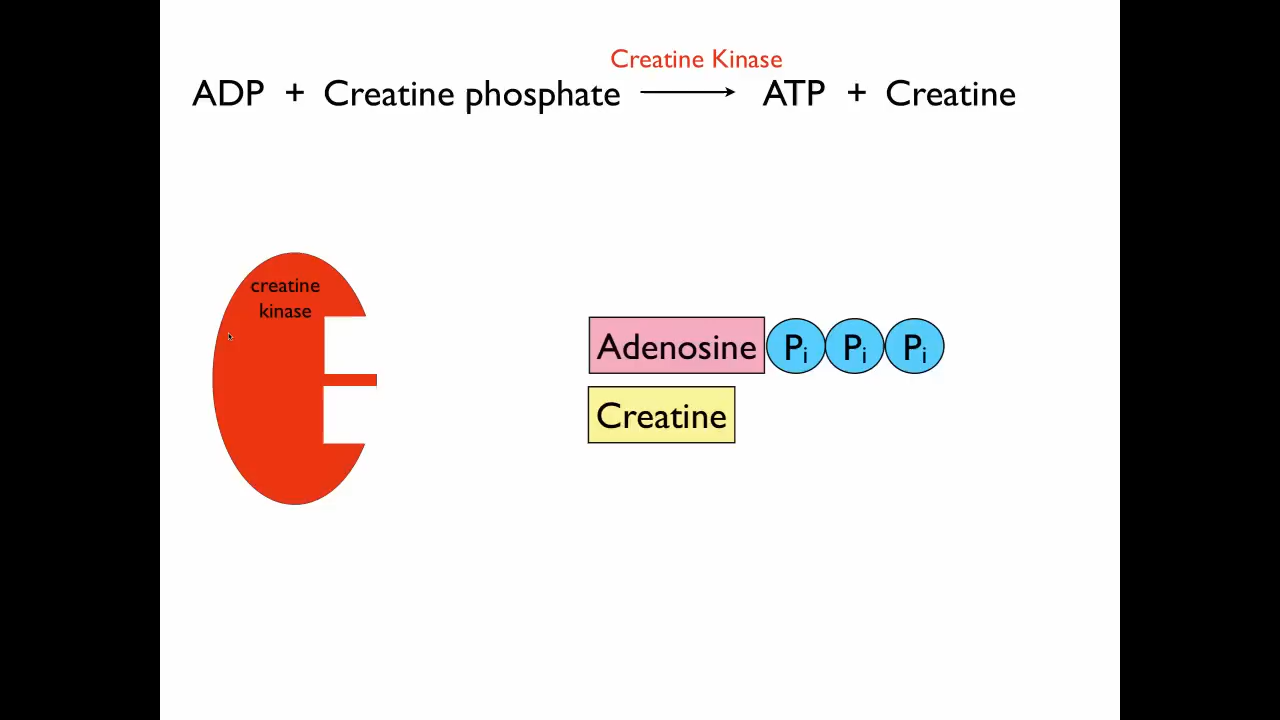 Creatine Kinase
ADP + Creatine phosphate ATP + Creatine
creatine
kinase
Adenosine Pi Pi Pi
Creatine